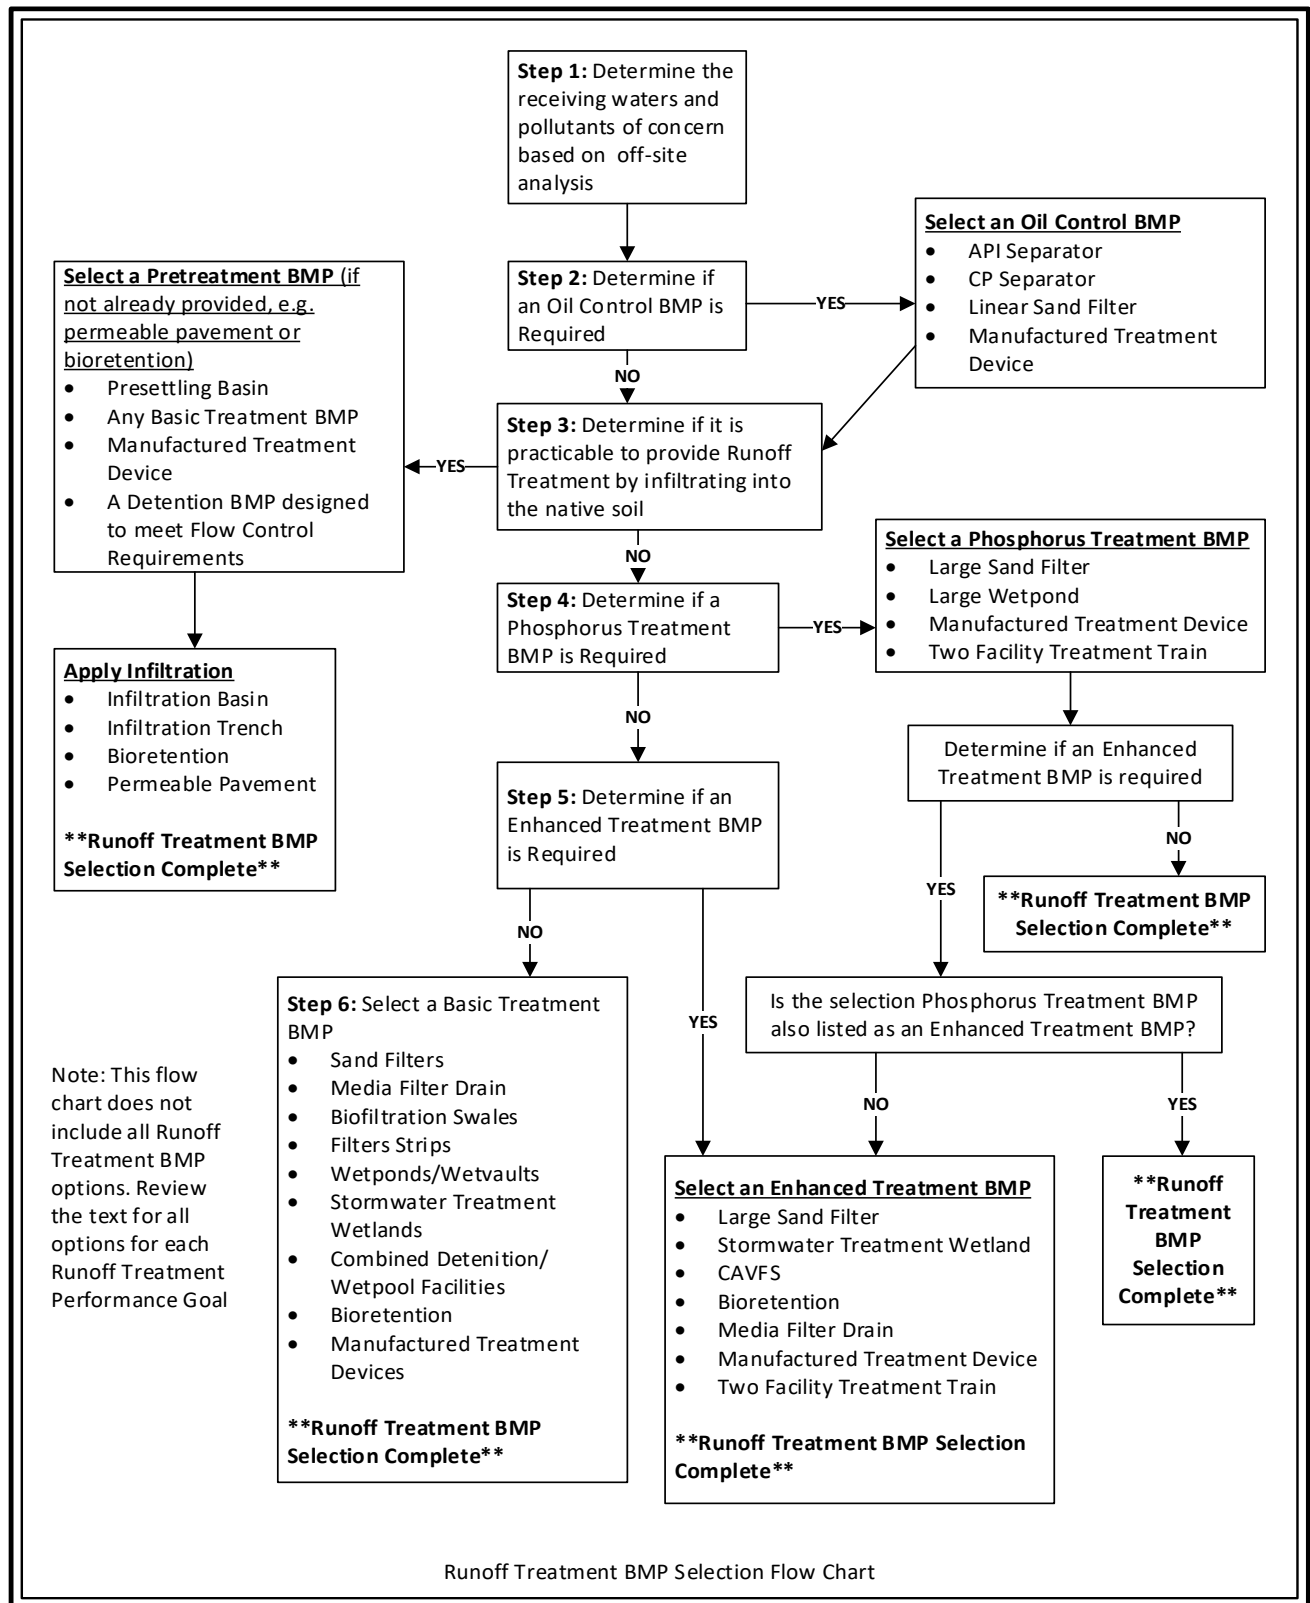 Step 1: Determine the
receiving waters and
pollutants of concern
based on off-site
analysis
Select an Oil Control BMP
• API Separator
• CP Separator
• Linear Sand Filter
• Manufactured Treatment
Device
Step 2: Determine if
an Oil Control BMP is
Required
YES
NO
Select a Pretreatment BMP (if
not already provided, e.g.
permeable pavement or
bioretention)
• Presettling Basin
• Any Basic Treatment BMP
• Manufactured Treatment
Device
• A Detention BMP designed
to meet Flow Control
Requirements
Step 3: Determine if it is
practicable to provide Runoff
Treatment by infiltrating into
the native soil
YES
NO
Select a Phosphorus Treatment BMP
• Large Sand Filter
• Large Wetpond
• Manufactured Treatment Device
• Two Facility Treatment Train
Step 4: Determine if a
Phosphorus Treatment
BMP is Required
YES
NO
Apply Infiltration
• Infiltration Basin
• Infiltration Trench
• Bioretention
• Permeable Pavement
**Runoff Treatment BMP
Selection Complete**
Determine if an Enhanced
Treatment BMP is required
NO
YES
Step 5: Determine if an
Enhanced Treatment BMP
is Required
NO
YES
**Runoff Treatment BMP
Selection Complete**
Is the selection Phosphorus Treatment BMP
also listed as an Enhanced Treatment BMP?
NO
YES
Step 6: Select a Basic Treatment
BMP
• Sand Filters
• Media Filter Drain
• Biofiltration Swales
• Filters Strips
• Wetponds/Wetvaults
• Stormwater Treatment
Wetlands
• Combined Detenition/
Wetpool Facilities
• Bioretention
• Manufactured Treatment
Devices
**Runoff Treatment BMP
Selection Complete**
Note: This flow
chart does not
include all Runoff
Treatment BMP
options. Review
the text for all
options for each
Runoff Treatment
Performance Goal
Select an Enhanced Treatment BMP
• Large Sand Filter
• Stormwater Treatment Wetland
• CAVFS
• Bioretention
• Media Filter Drain
• Manufactured Treatment Device
• Two Facility Treatment Train
**Runoff Treatment BMP Selection
Complete**
**Runoff
Treatment
BMP
Selection
Complete**
Runoff Treatment BMP Selection Flow Chart